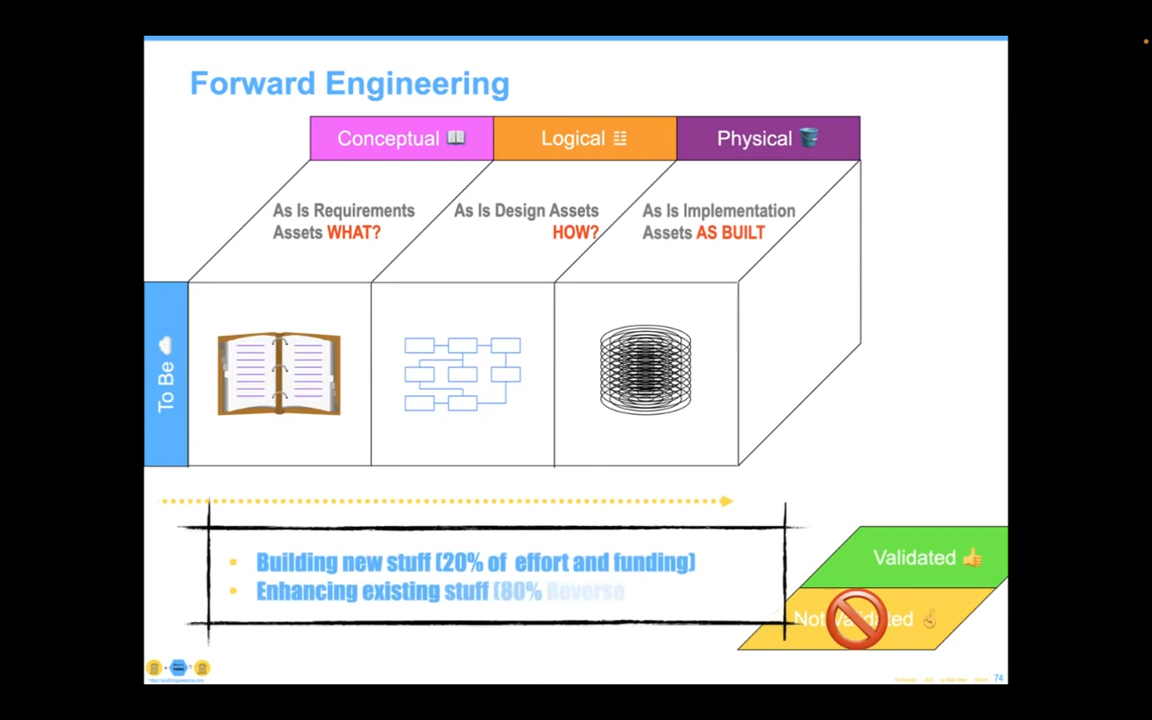 Forward Engineering
Conceptual
Logical
Physical
As Is Requirements
Assets WHAT?
As Is Design Assets
HOW?
As Is Implementation
Assets AS BUILT
To Be
• Building new stuff (20% of effort and funding)
• Enhancing existing stuff (80% Reverse
Validated
Not Validated
74